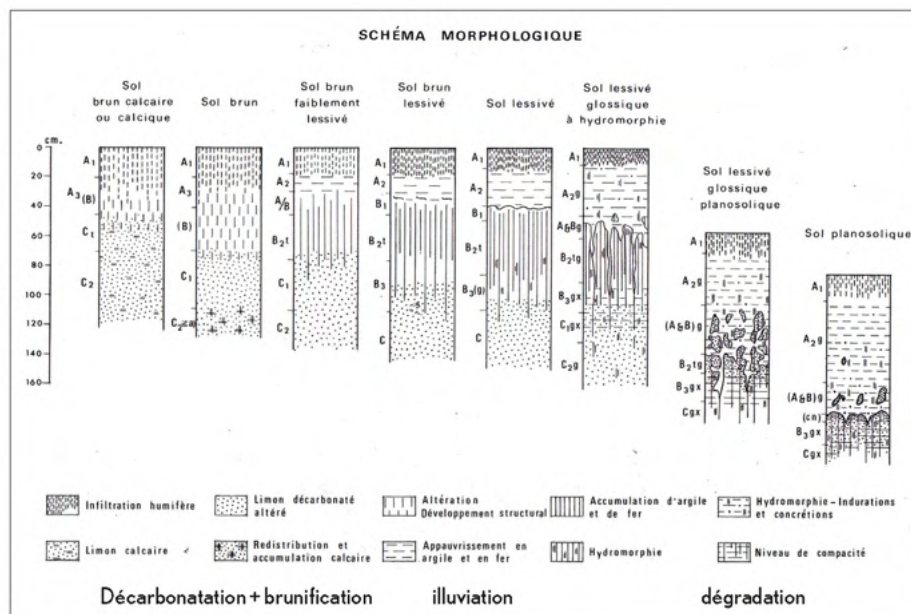 SCHÉMA MORPHOLOGIQUE
Sol
brun calcaire
ou calcique
Sol brun
Sol brun
faiblement
lessivé
Sol brun
lessivé
Sol lessivé
Sol lessivé
glossique
à hydromorphie
Sol lessivé
glossique
planosolique
Sol planosolique
cm.
0
20
40
60
80
100
120
140
160
A1
A3(B)
C1
C2
A1
A3
(B)
C1
A1
A2
A/B
B2t
C1
C2
A1
A2
B1
B2t
B3
C
A1
A2
B1
B2t
B3(g)
C
A1
A2g
A&Bg
B2tg
B3gx
C1gx
C2g
A1
A2g
(A&B)g
B2tg
B3gx
Cgx
A1
A2g
(A&B)g
(cn)
B3gx
Cgx
Infiltration humifère
Limon décarbonaté
altéré
Altération
Développement structural
Accumulation d'argile
et de fer
Hydromorphie - Indurations
et concrétions
Limon calcaire
Redistribution et
accumulation calcaire
Appauvrissement en
argile et en fer
Hydromorphie
Niveau de compacité
Décarbonatation + brunification illuviation dégradation